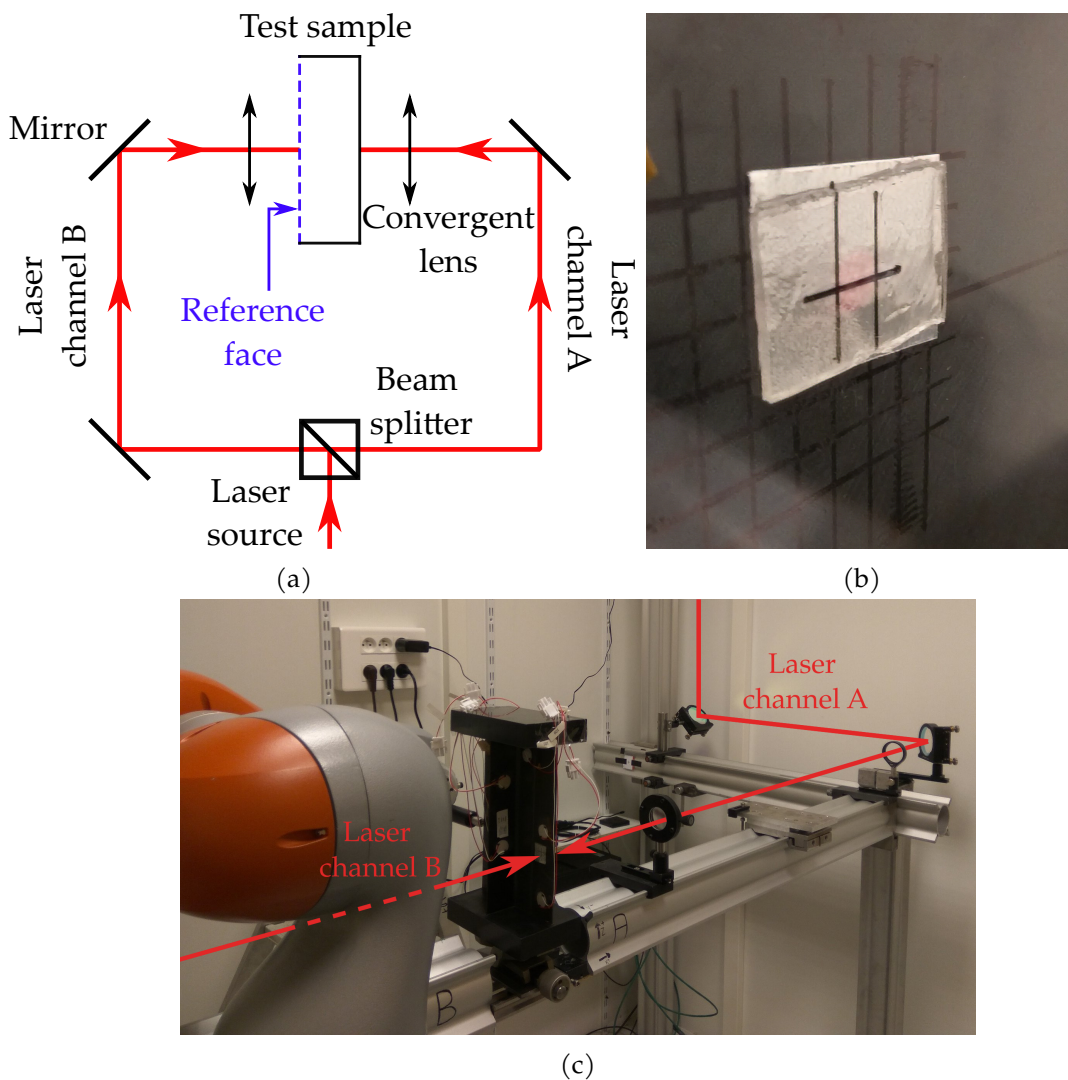 Test sample
Mirror
Convergent
lens
Laser
channel B
Laser
channel A
Reference
face
Beam
splitter
Laser
source
(a)
(b)
Laser
channel A
Laser
channel B
A
B
(c)